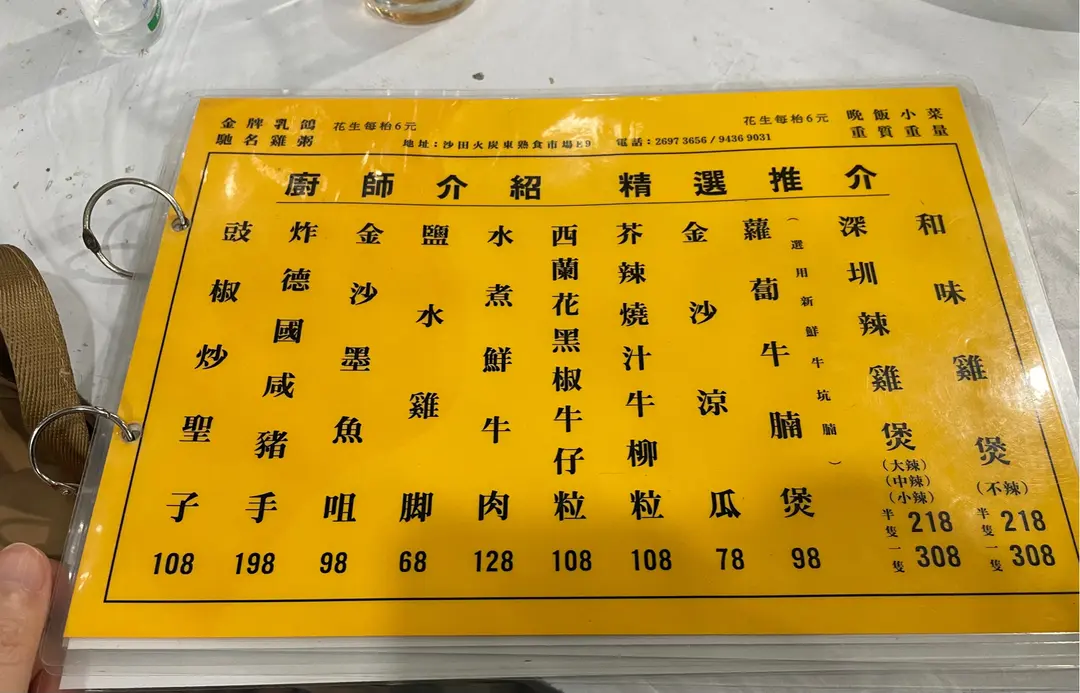 金牌乳鴿
馳名雞粥
花生每枱6元
地址：沙田火炭東熟食市場E9
電話：2697 3656 / 9436 9031
花生每枱6元
晚飯小菜
重質重量
廚師介紹 精選推介
和味雞煲
(不辣)
半隻 218
一隻 308
深圳辣雞煲
(大辣)
(中辣)
(小辣)
半隻 218
一隻 308
蘿蔔牛腩煲
(選用新鮮牛坑腩)
98
金沙涼瓜
78
芥辣燒汁牛柳粒
108
西蘭花黑椒牛仔粒
108
水煮鮮牛肉
128
鹽水雞脚
68
金沙墨魚咀
98
炸德國咸豬手
198
豉椒炒聖子
108